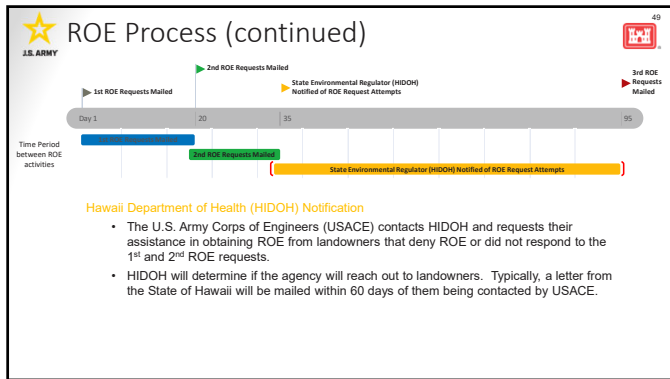 49
ROE Process (continued)
U.S. ARMY
2nd ROE Requests Mailed
1st ROE Requests Mailed
State Environmental Regulator (HIDOH)
Notified of ROE Request Attempts
3rd ROE
Requests
Mailed
Day 1 20 35 95
Time Period
between ROE
activities
2nd ROE Requests Mailed
State Environmental Regulator (HIDOH) Notified of ROE Request Attempts
Hawaii Department of Health (HIDOH) Notification
• The U.S. Army Corps of Engineers (USACE) contacts HIDOH and requests their
assistance in obtaining ROE from landowners that deny ROE or did not respond to the
1st and 2nd ROE requests.
• HIDOH will determine if the agency will reach out to landowners. Typically, a letter from
the State of Hawaii will be mailed within 60 days of them being contacted by USACE.